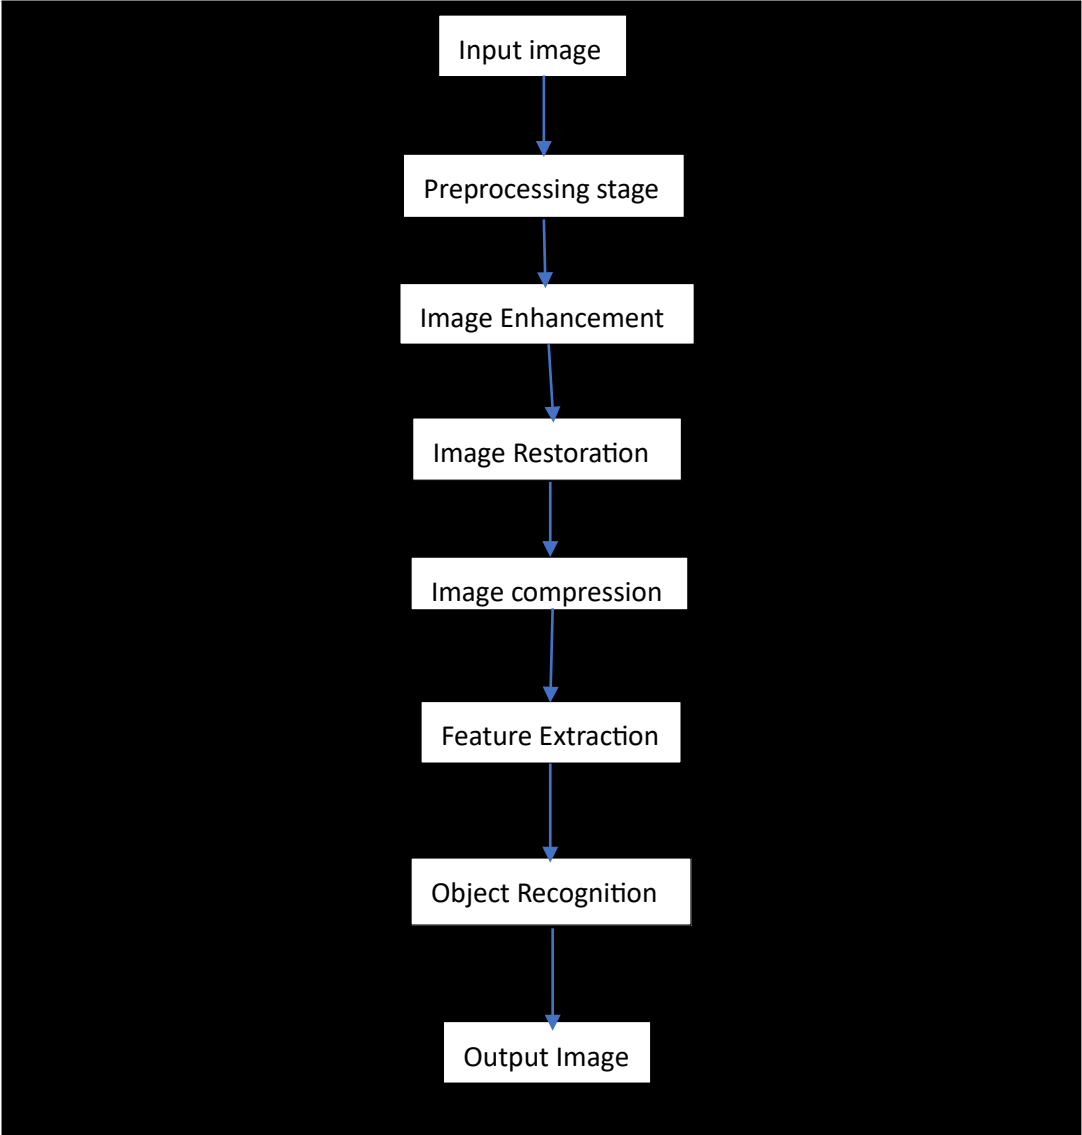 Input image
Preprocessing stage
Image Enhancement
Image Restoration
Image compression
Feature Extraction
Object Recognition
Output Image